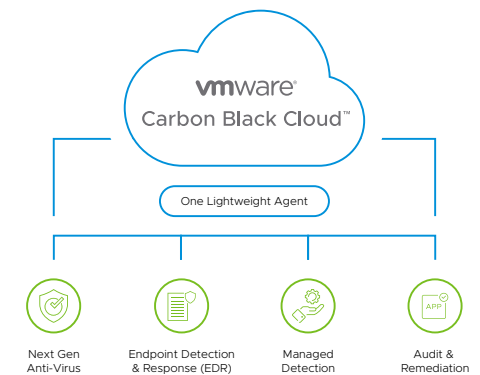 vmware®
Carbon Black Cloud™
One Lightweight Agent
Next Gen
Anti-Virus
Endpoint Detection
& Response (EDR)
Managed
Detection
APP
Audit &
Remediation